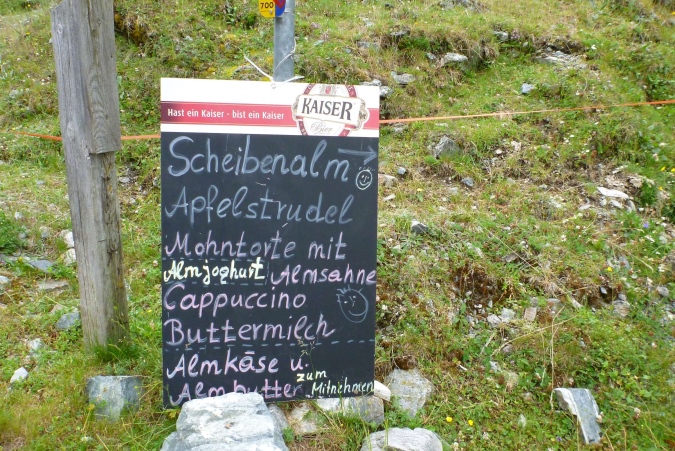 700
Hast ein Kaiser - bist ein Kaiser
KAISER
Bier
Scheibenalm
Apfelstrudel
Mohntorte mit
Almjoghurt Almsahne
Cappuccino
Buttermilch
Almkäse u.
Almbutter zum Mitnehmen